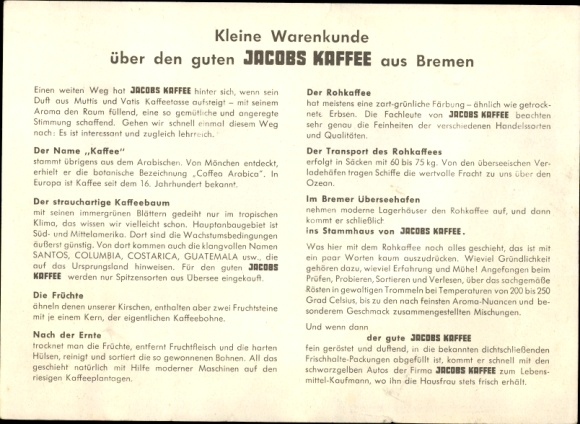 Kleine Warenkunde
über den guten JACOBS KAFFEE aus Bremen
Einen weiten Weg hat JACOBS KAFFEE hinter sich, wenn sein
Duft aus Muttis und Vatis Kaffeetasse aufsteigt – mit seinem
Aroma den Raum füllend, eine so gemütliche und angeregte
Stimmung schaffend. Gehen wir schnell einmal diesem Weg
nach: Es ist interessant und zugleich lehrreich.
Der Name „Kaffee"
stammt übrigens aus dem Arabischen. Von Mönchen entdeckt,
erhielt er die botanische Bezeichnung „Coffea Arabica". In
Europa ist Kaffee seit dem 16. Jahrhundert bekannt.
Der strauchartige Kaffeebaum
mit seinen immergrünen Blättern gedeiht nur im tropischen
Klima, das wissen wir vielleicht schon. Hauptanbaugebiet ist
Süd- und Mittelamerika. Dort sind die Wachstumsbedingungen
äußerst günstig. Von dort kommen auch die klangvollen Namen
SANTOS, COLUMBIA, COSTARICA, GUATEMALA usw., die
auf das Ursprungsland hinweisen. Für den guten JACOBS
KAFFEE werden nur Spitzensorten aus Übersee eingekauft.
Die Früchte
ähneln denen unserer Kirschen, enthalten aber zwei Fruchtsteine
mit je einem Kern, der eigentlichen Kaffeebohne.
Nach der Ernte
trocknet man die Früchte, entfernt Fruchtfleisch und die harten
Hülsen, reinigt und sortiert die so gewonnenen Bohnen. All das
geschieht natürlich mit Hilfe moderner Maschinen auf den
riesigen Kaffeeplantagen.
Der Rohkaffee
hat meistens eine zart-grünliche Färbung – ähnlich wie getrock-
nete Erbsen. Die Fachleute von JACOBS KAFFEE beachten
sehr genau die Feinheiten der verschiedenen Handelssorten
und Qualitäten.
Der Transport des Rohkaffees
erfolgt in Säcken mit 60 bis 75 kg. Von den überseeischen Ver-
ladehäfen tragen Schiffe die wertvolle Fracht zu uns über den
Ozean.
Im Bremer Überseehafen
nehmen moderne Lagerhäuser den Rohkaffee auf, und dann
kommt er schließlich
ins Stammhaus von JACOBS KAFFEE.
Was hier mit dem Rohkaffee noch alles geschieht, das ist mit
ein paar Worten kaum auszudrücken. Wieviel Gründlichkeit
gehören dazu, wieviel Erfahrung und Mühe! Angefangen beim
Prüfen, Probieren, Sortieren und Verlesen, über das sachgemäße
Rösten in gewaltigen Trommeln bei Temperaturen von 200 bis 250
Grad Celsius, bis zu den nach feinsten Aroma-Nuancen und be-
sonderem Geschmack zusammengestellten Mischungen.
Und wenn dann
der gute JACOBS KAFFEE
fein geröstet und duftend, in die bekannten dichtschließenden
Frischhalte-Packungen abgefüllt ist, kommt er schnell mit den
schwarzgelben Autos der Firma JACOBS KAFFEE zum Lebens-
mittel-Kaufmann, wo ihn die Hausfrau stets frisch erhält.